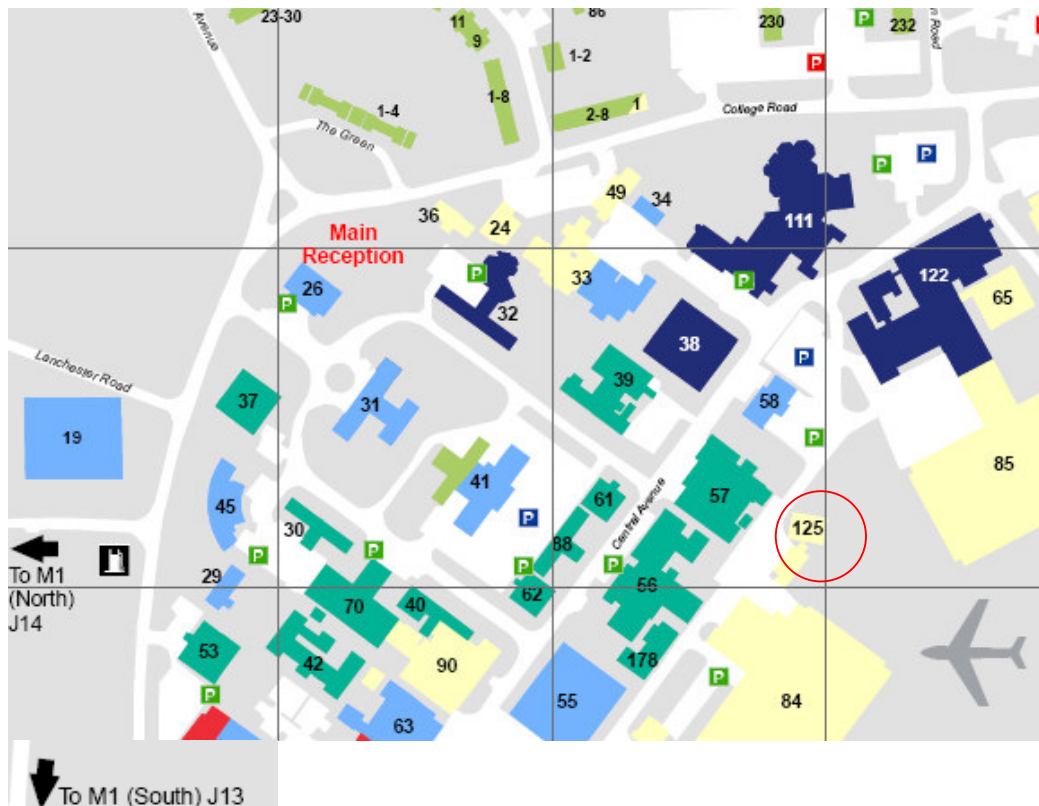 23-30
11
9
86
230
232
Avenue
n Road
1-2
P
P
P
1-8
1-4
The Green
2-8
1
College Road
P
P
49
34
36
24
111
Main
Reception
33
122
65
P
P
P
26
32
38
Lanchester Road
39
P
37
31
58
19
P
85
41
57
61
45
Central Avenue
P
30
125
88
To M1
(North)
J14
P
P
P
P
29
62
56
70
40
53
42
90
178
P
P
55
84
63
To M1 (South) J13